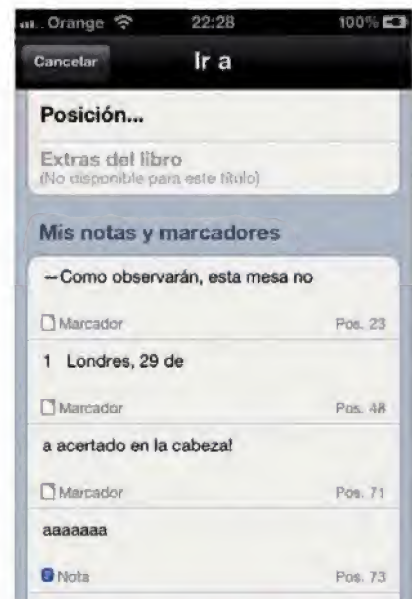 Orange 22:28 100%
Cancelar Ir a
Posición...
Extras del libro
(No disponible para este título)
Mis notas y marcadores
—Como observarán, esta mesa no
Marcador Pos. 23
1 Londres, 29 de
Marcador Pos. 48
a acertado en la cabeza!
Marcador Pos. 71
aaaaaaa
Nota Pos. 73